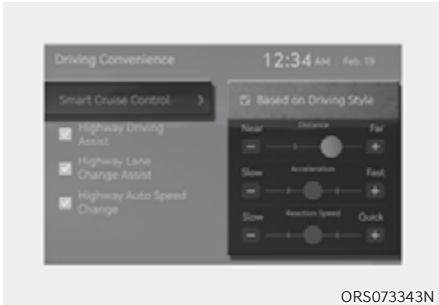 Driving Convenience 12:34 AM Feb. 19
Smart Cruise Control >
Highway Driving
Assist
Highway Lane
Change Assist
Highway Auto Speed
Change
Based on Driving Style
Near Distance Far
Slow Acceleration Fast
Slow Reaction Speed Quick
ORS073343N